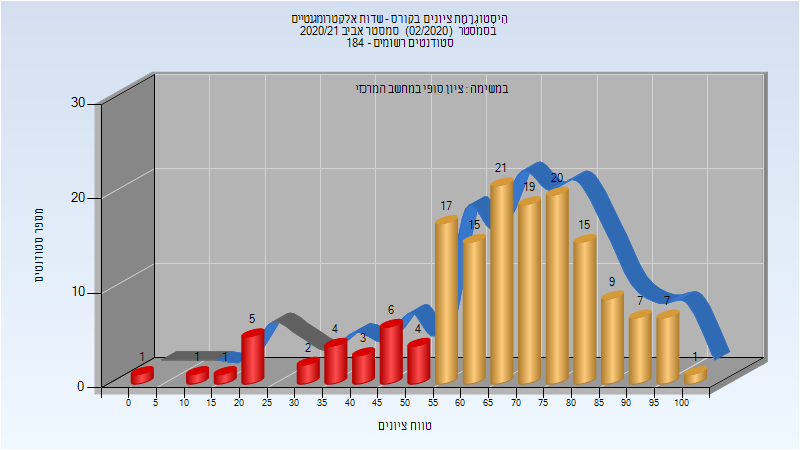 היסטוגרמת ציונים בקורס - שדות אלקטרומגנטיים
בסמסטר (02/2020) סמסטר אביב 2020/21
סטודנטים רשומים - 184
במשימה : ציון סופי במחשב המרכזי
30
20
10
0
מספר סטודנטים
1 1 1 5 2 4 3 6 4 17 15 21 19 20 15 9 7 7 1
0 5 10 15 20 25 30 35 40 45 50 55 60 65 70 75 80 85 90 95 100
טווח ציונים